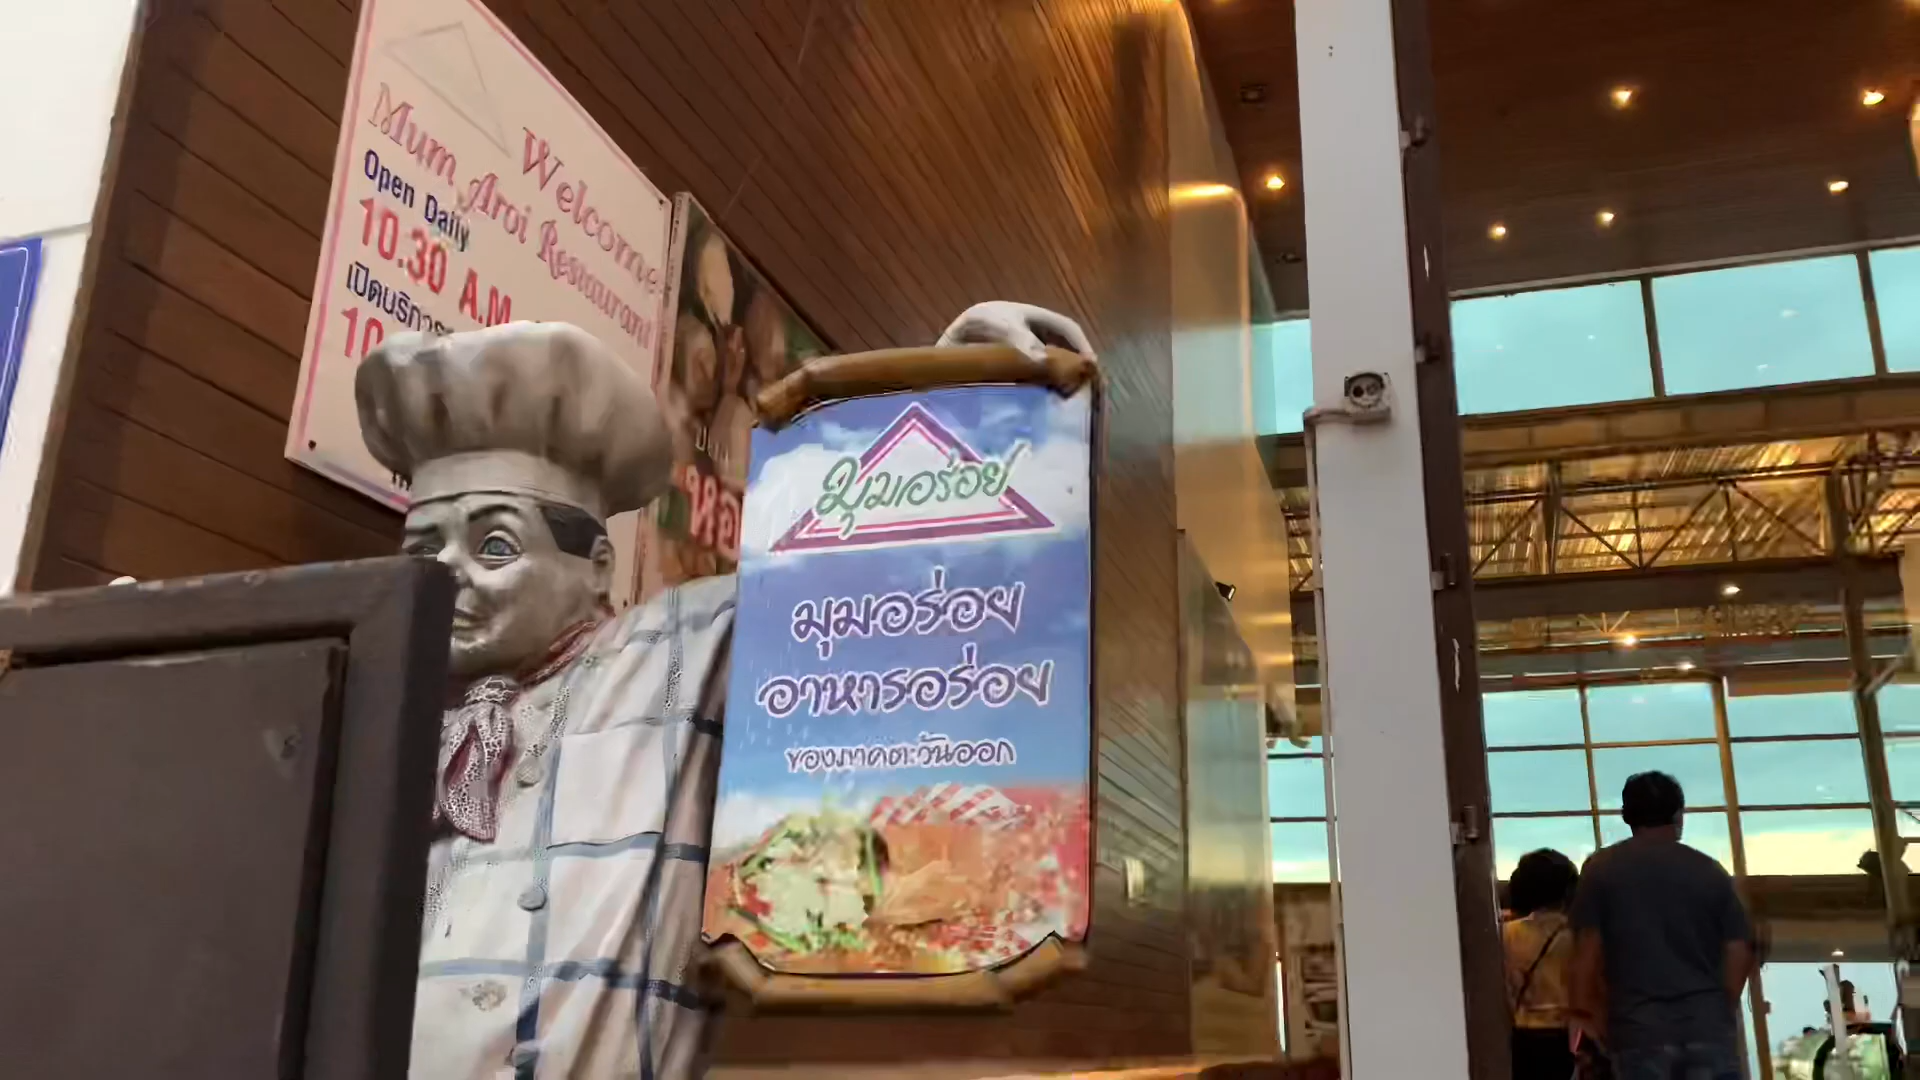 Welcome
Mum Aroi Restaurant
Open Daily
10.30 A.M.
เปิดบริการ
10
มุมอร่อย
มุมอร่อย
อาหารอร่อย
ของภาคตะวันออก